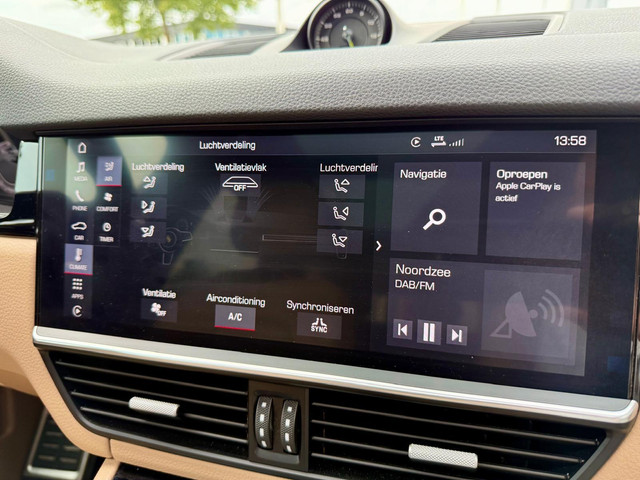 Luchtverdeling
LTE
13:58
MEDIA
AIR
PHONE
COMFORT
CAR
TIMER
CLIMATE
APPS
Luchtverdeling
Ventilatievlak
OFF
Luchtverdelin
Ventilatie
OFF
Airconditioning
A/C
Synchroniseren
SYNC
Navigatie
Oproepen
Apple CarPlay is
actief
Noordzee
DAB/FM